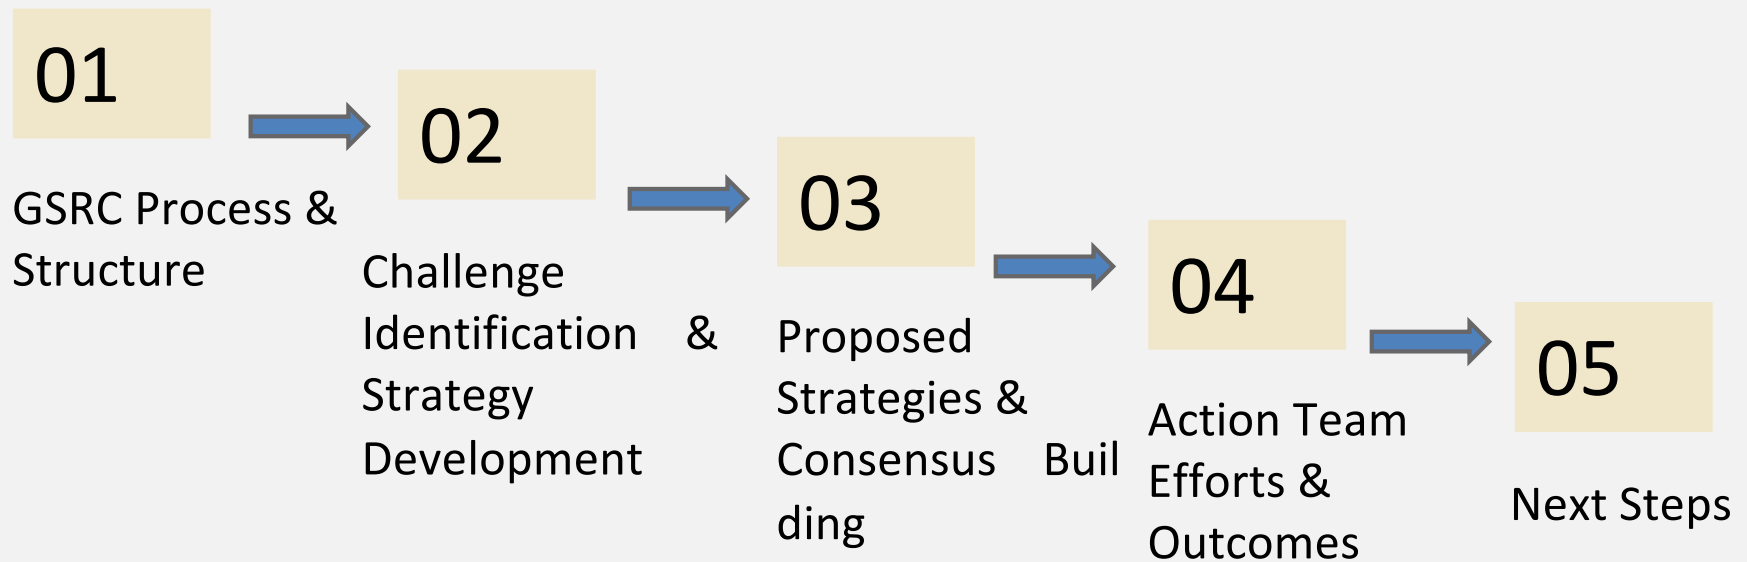 01
GSRC Process &
Structure
02
Challenge
Identification &
Strategy
Development
03
Proposed
Strategies &
Consensus Buil
ding
04
Action Team
Efforts &
Outcomes
05
Next Steps